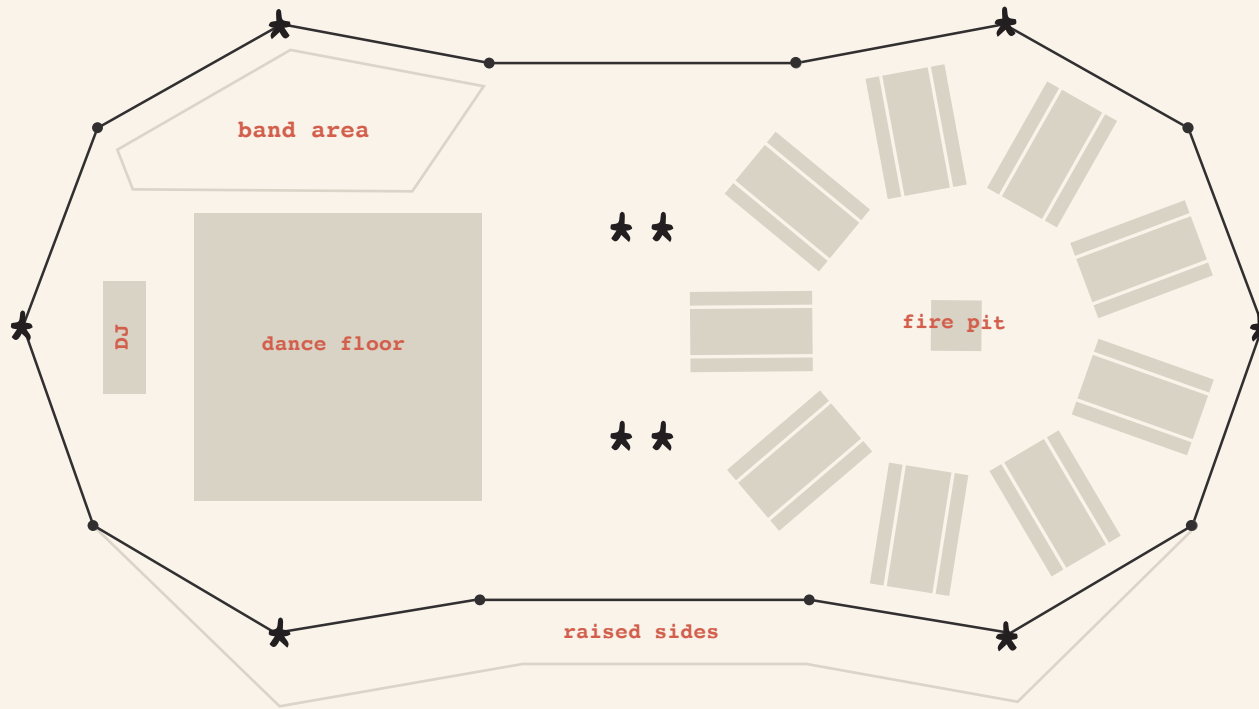 band area
DJ
dance floor
fire pit
raised sides